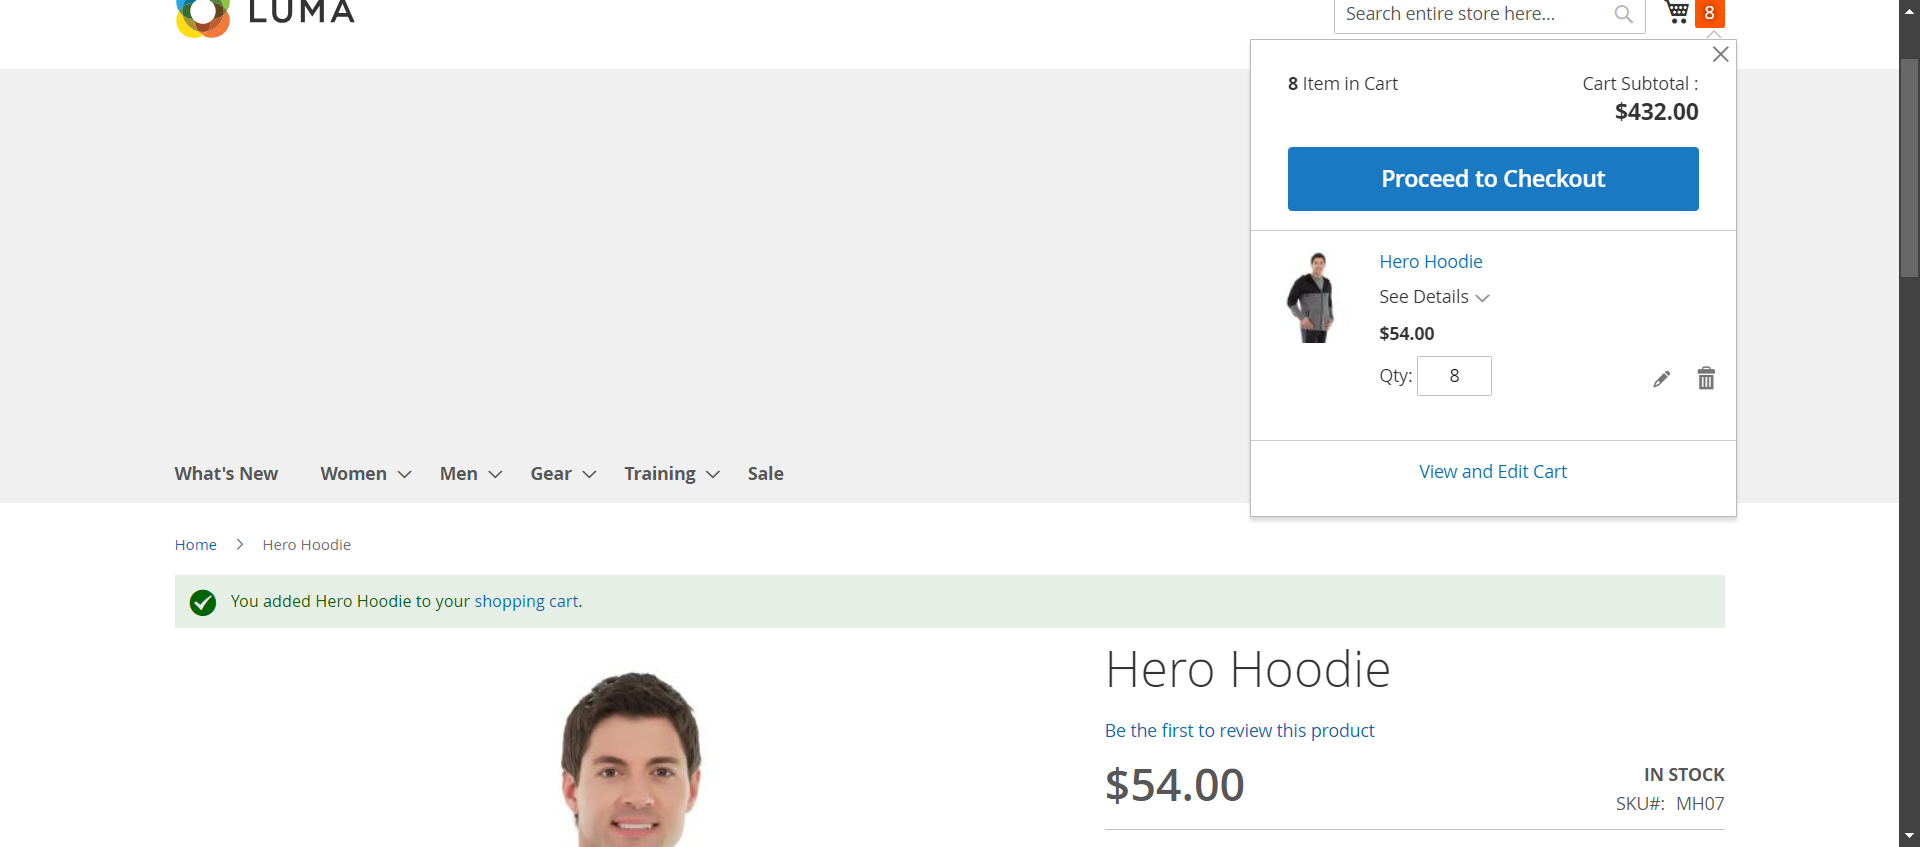 LUMA
Search entire store here...
8
8 Item in Cart
Cart Subtotal :
$432.00
Proceed to Checkout
Hero Hoodie
See Details
$54.00
Qty: 8
View and Edit Cart
What's New Women Men Gear Training Sale
Home Hero Hoodie
You added Hero Hoodie to your shopping cart.
Hero Hoodie
Be the first to review this product
$54.00
IN STOCK
SKU#: MH07